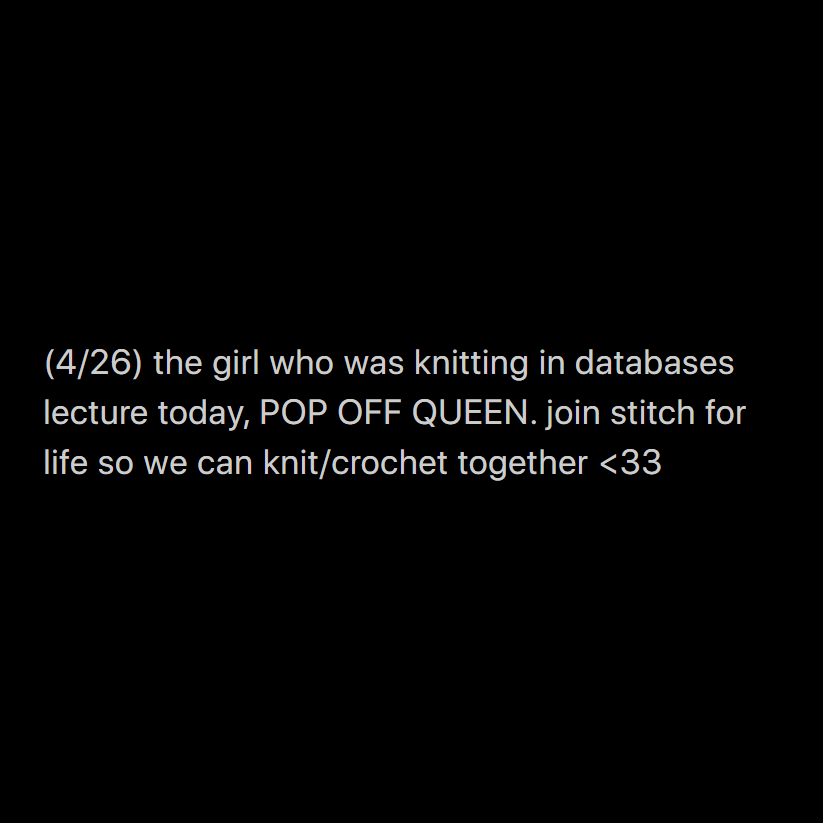 (4/26) the girl who was knitting in databases
lecture today, POP OFF QUEEN. join stitch for
life so we can knit/crochet together <33